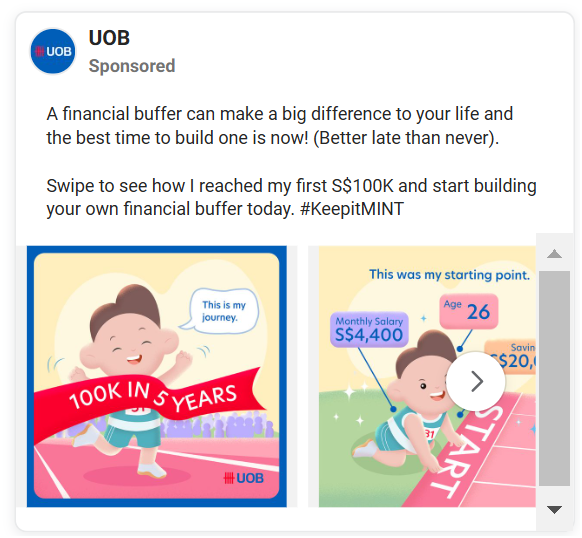 UOB
UOB
Sponsored
A financial buffer can make a big difference to your life and
the best time to build one is now! (Better late than never).
Swipe to see how I reached my first S$100K and start building
your own financial buffer today. #KeepitMINT
This is my
journey.
100K IN 5 YEARS
31
UOB
This was my starting point.
Monthly Salary
S$4,400
Age 26
Savin
S$20,
31
START